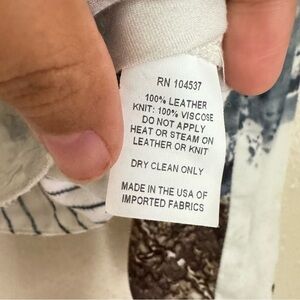 RN 104537
100% LEATHER
KNIT: 100% VISCOSE
DO NOT APPLY
HEAT OR STEAM ON
LEATHER OR KNIT
DRY CLEAN ONLY
MADE IN THE USA OF
IMPORTED FABRICS